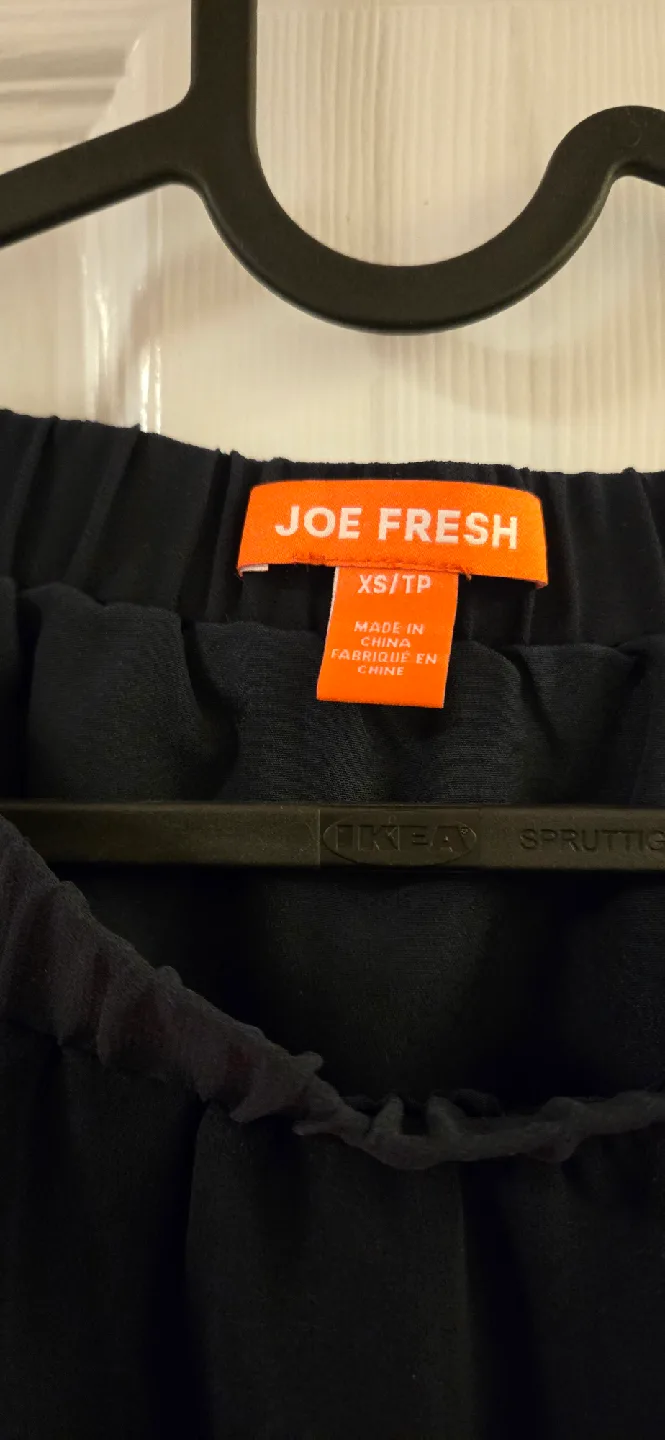 JOE FRESH
XS/TP
MADE IN
CHINA
FABRIQUÉ EN
CHINE
IKEA® SPRUTTIG